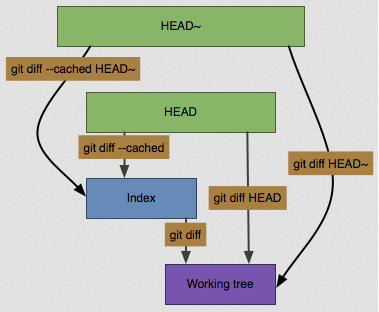 HEAD~
git diff --cached HEAD~
HEAD
git diff --cached
git diff HEAD~
Index
git diff HEAD
git diff
Working tree